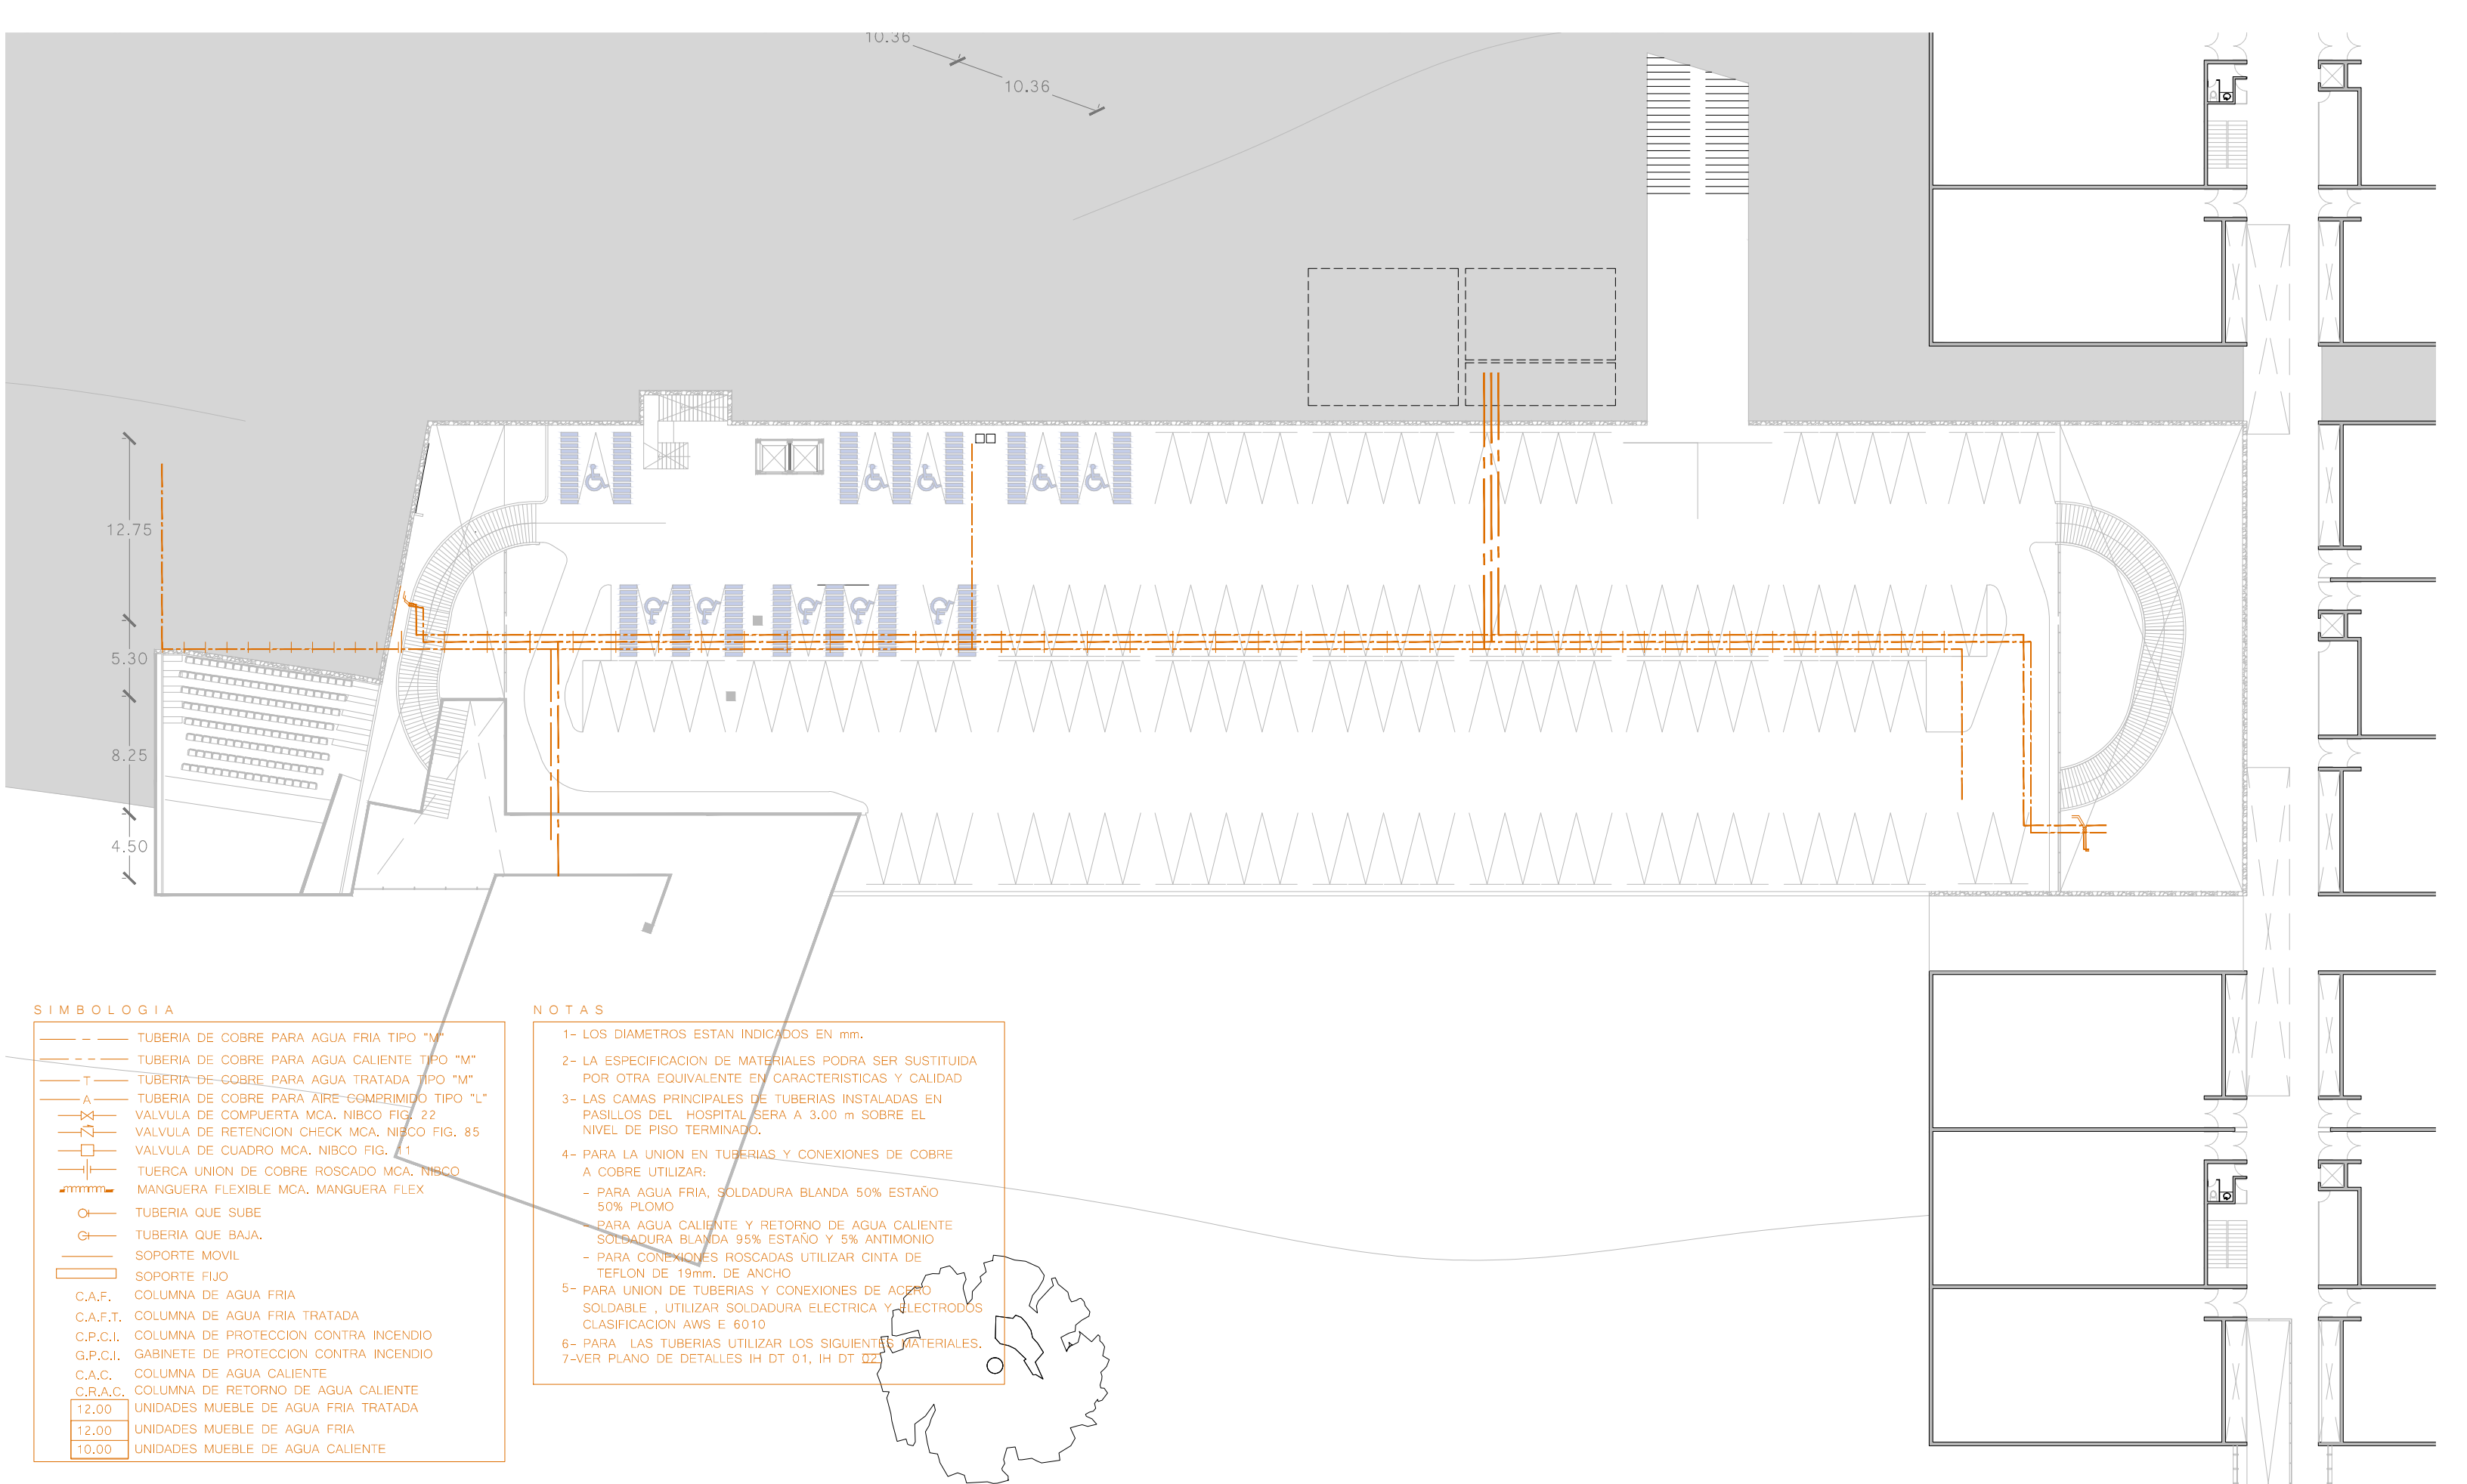 10.36
10.36
12.75
5.30
8.25
4.50
S I M B O L O G I A
TUBERIA DE COBRE PARA AGUA FRIA TIPO "M"
TUBERIA DE COBRE PARA AGUA CALIENTE TIPO "M"
T TUBERIA DE COBRE PARA AGUA TRATADA TIPO "M"
A TUBERIA DE COBRE PARA AIRE COMPRIMIDO TIPO "L"
VALVULA DE COMPUERTA MCA. NIBCO FIG. 22
VALVULA DE RETENCION CHECK MCA. NIBCO FIG. 85
VALVULA DE CUADRO MCA. NIBCO FIG. 11
TUERCA UNION DE COBRE ROSCADO MCA. NIBCO
MANGUERA FLEXIBLE MCA. MANGUERA FLEX
TUBERIA QUE SUBE
TUBERIA QUE BAJA.
SOPORTE MOVIL
SOPORTE FIJO
C.A.F. COLUMNA DE AGUA FRIA
C.A.F.T. COLUMNA DE AGUA FRIA TRATADA
C.P.C.I. COLUMNA DE PROTECCION CONTRA INCENDIO
G.P.C.I. GABINETE DE PROTECCION CONTRA INCENDIO
C.A.C. COLUMNA DE AGUA CALIENTE
C.R.A.C. COLUMNA DE RETORNO DE AGUA CALIENTE
12.00 UNIDADES MUEBLE DE AGUA FRIA TRATADA
12.00 UNIDADES MUEBLE DE AGUA FRIA
10.00 UNIDADES MUEBLE DE AGUA CALIENTE
N O T A S
1- LOS DIAMETROS ESTAN INDICADOS EN mm.
2- LA ESPECIFICACION DE MATERIALES PODRA SER SUSTITUIDA
POR OTRA EQUIVALENTE EN CARACTERISTICAS Y CALIDAD
3- LAS CAMAS PRINCIPALES DE TUBERIAS INSTALADAS EN
PASILLOS DEL HOSPITAL SERA A 3.00 m SOBRE EL
NIVEL DE PISO TERMINADO.
4- PARA LA UNION EN TUBERIAS Y CONEXIONES DE COBRE
A COBRE UTILIZAR:
- PARA AGUA FRIA, SOLDADURA BLANDA 50% ESTAÑO
50% PLOMO
- PARA AGUA CALIENTE Y RETORNO DE AGUA CALIENTE
SOLDADURA BLANDA 95% ESTAÑO Y 5% ANTIMONIO
- PARA CONEXIONES ROSCADAS UTILIZAR CINTA DE
TEFLON DE 19mm. DE ANCHO
5- PARA UNION DE TUBERIAS Y CONEXIONES DE ACERO
SOLDABLE , UTILIZAR SOLDADURA ELECTRICA Y ELECTRODOS
CLASIFICACION AWS E 6010
6- PARA LAS TUBERIAS UTILIZAR LOS SIGUIENTES MATERIALES.
7-VER PLANO DE DETALLES IH DT 01, IH DT 02.